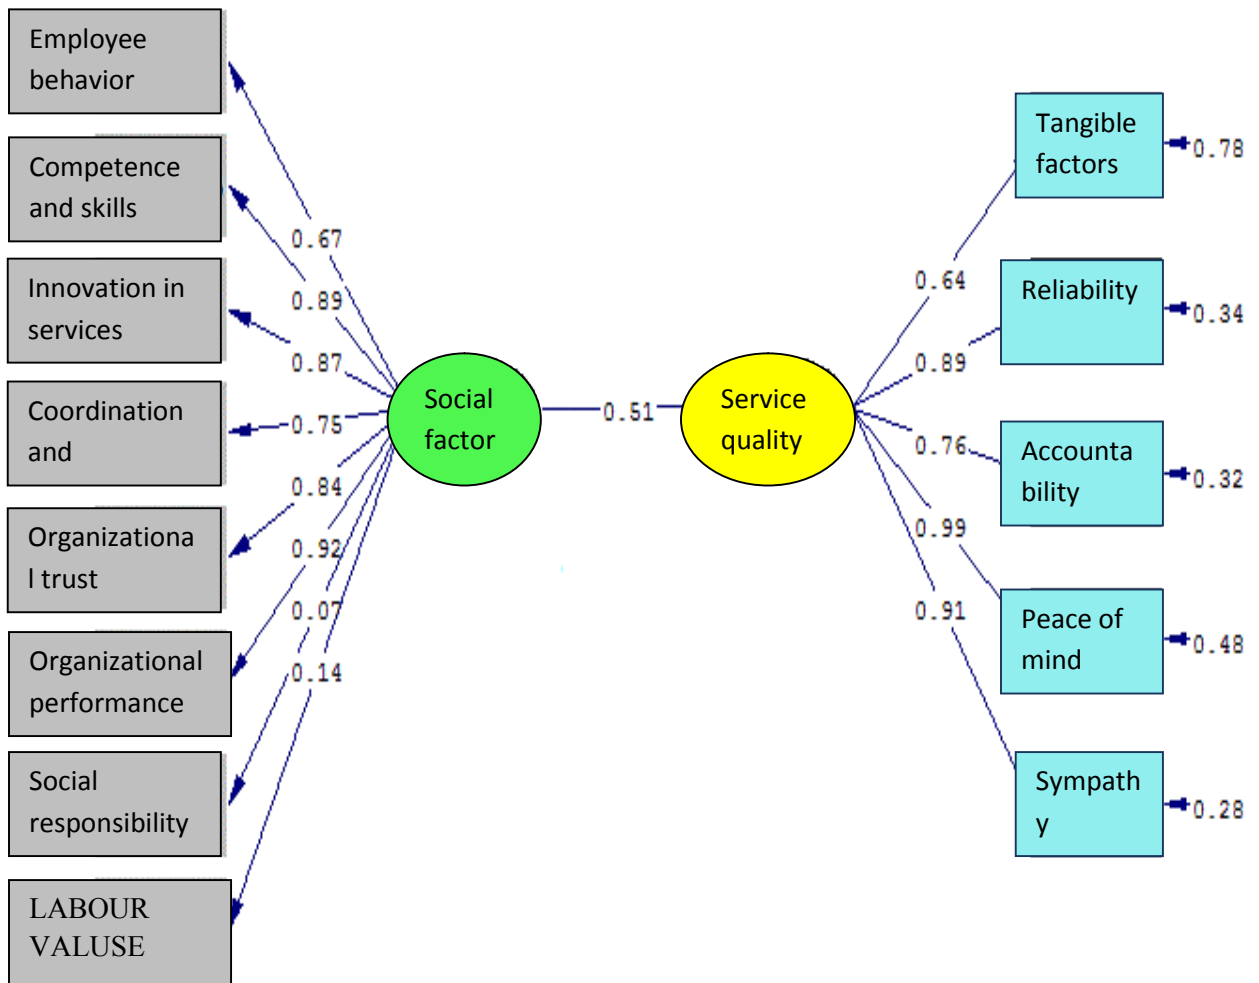 Employee
behavior
Competence
and skills
Innovation in
services
Coordination
and
Organizationa
l trust
Organizational
performance
Social
responsibility
LABOUR
VALUSE
0.67
0.89
0.87
0.75
0.84
0.92
0.07
0.14
Social
factor
0.51
Service
quality
0.64
0.89
0.76
0.99
0.91
Tangible
factors
0.78
Reliability
0.34
Accounta
bility
0.32
Peace of
mind
0.48
Sympath
y
0.28